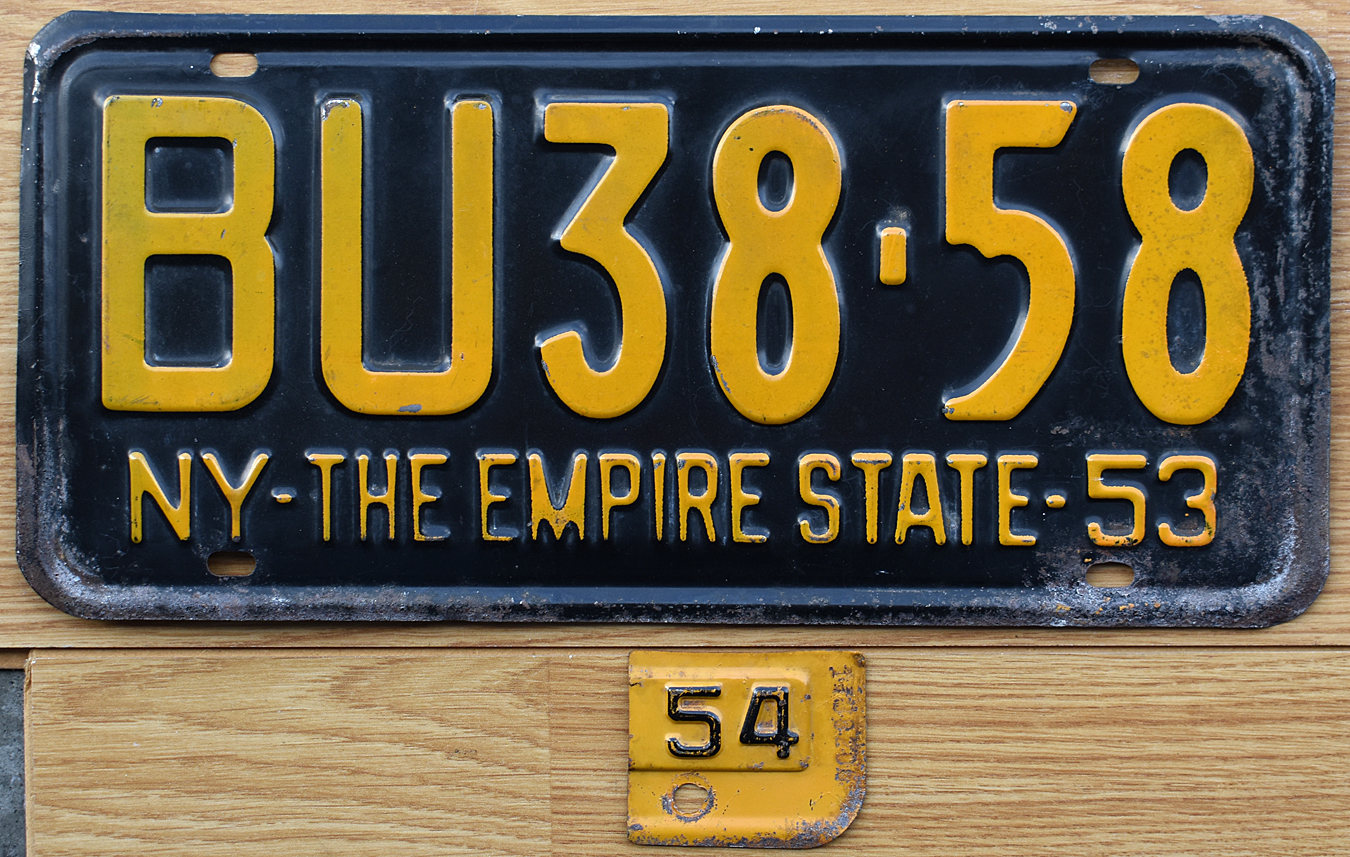 BU38-58
NY-THE EMPIRE STATE-53
54